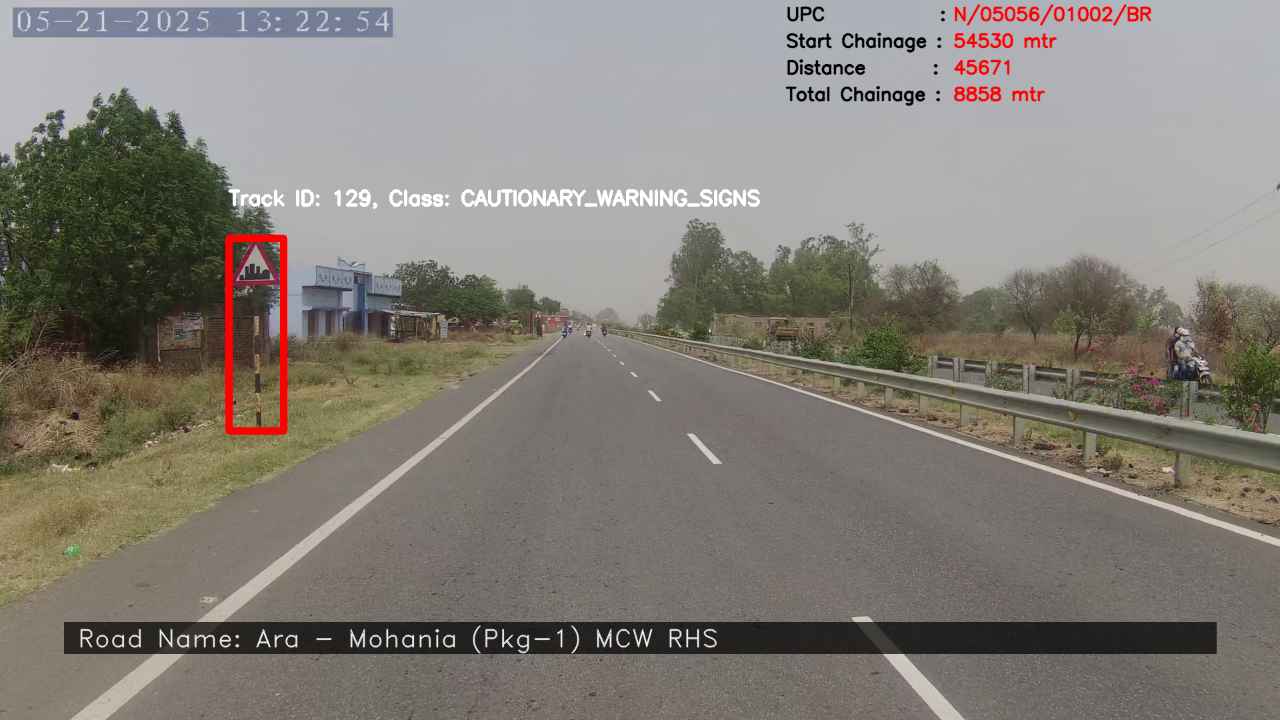 05-21-2025 13:22:54
UPC : N/05056/01002/BR
Start Chainage : 54530 mtr
Distance : 45671
Total Chainage : 8858 mtr
Track ID: 129, Class: CAUTIONARY_WARNING_SIGNS
Road Name: Ara - Mohania (Pkg-1) MCW RHS